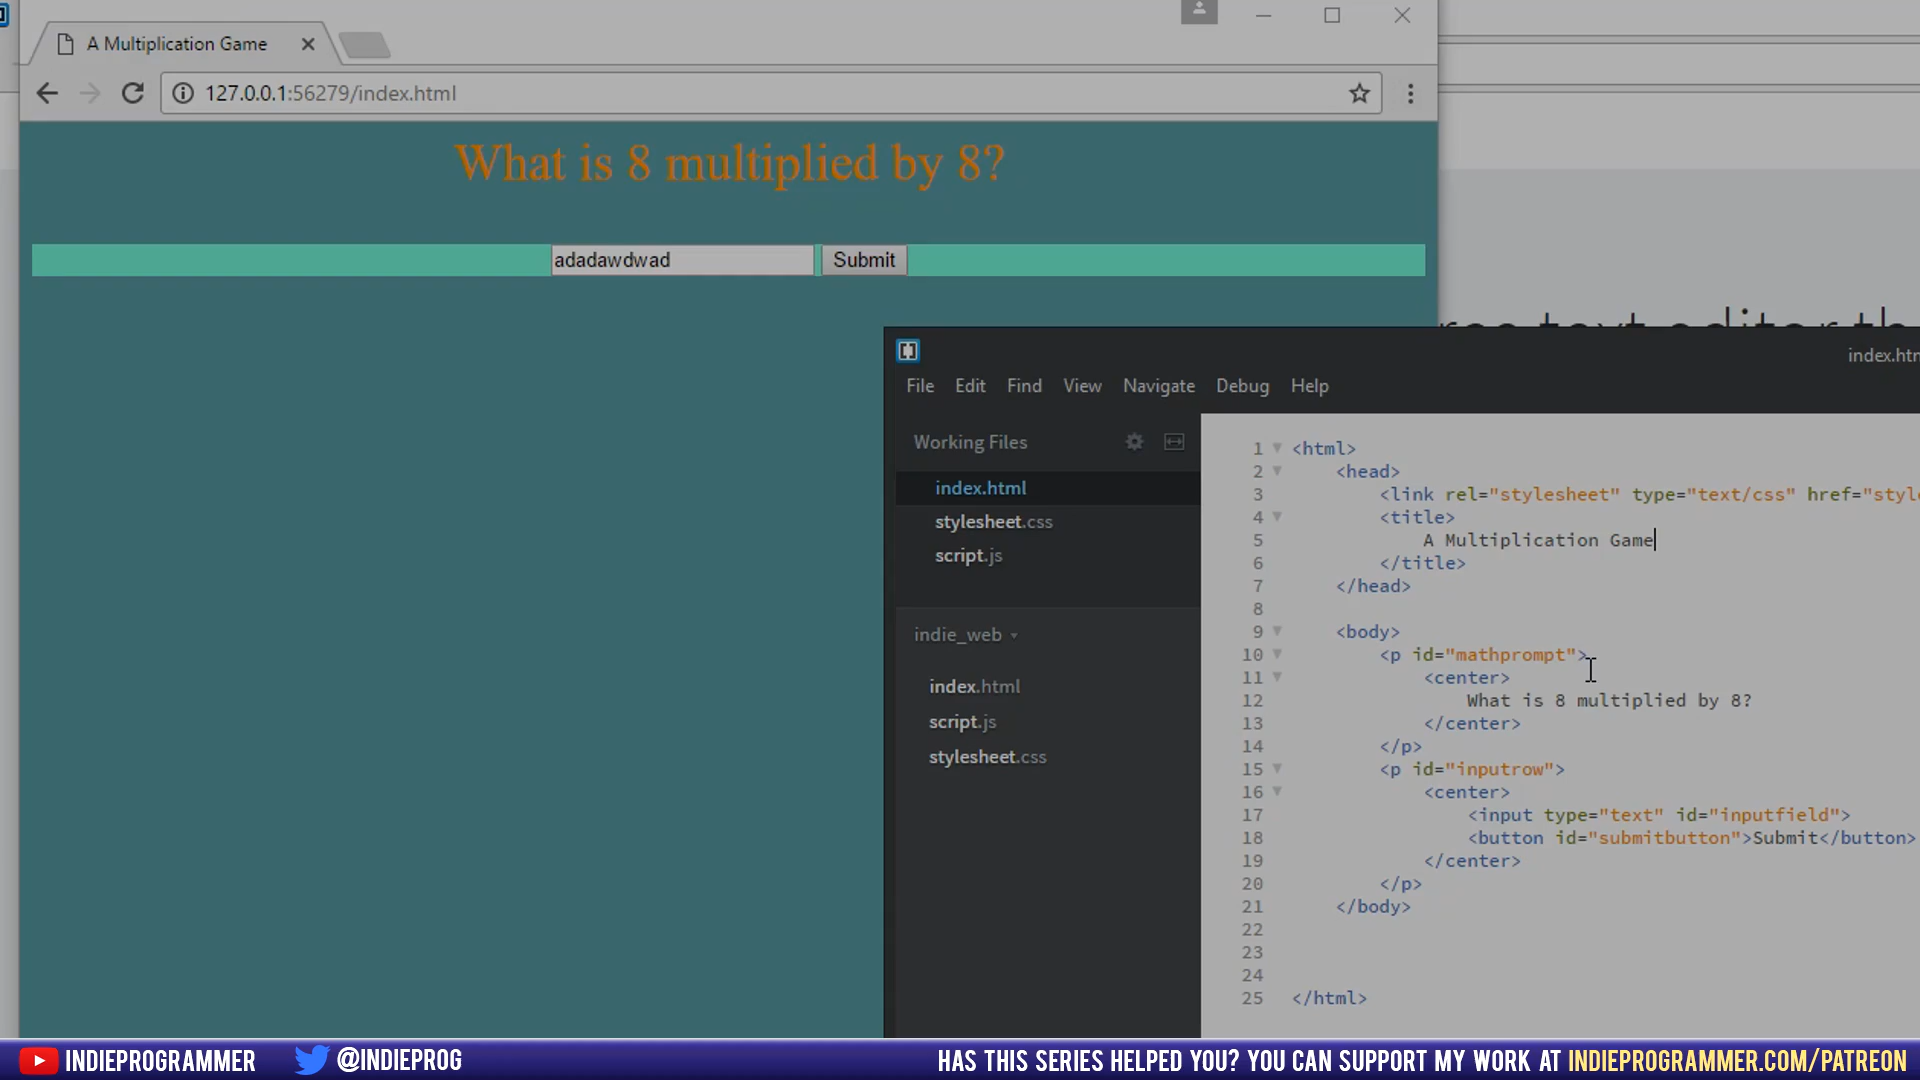 A Multiplication Game
127.0.0.1:56279/index.html
What is 8 multiplied by 8?
adadawdwad
Submit
index.htm
File Edit Find View Navigate Debug Help
Working Files
index.html
stylesheet.css
script.js
indie_web
index.html
script.js
stylesheet.css
1 <html>
2 <head>
3 <link rel="stylesheet" type="text/css" href="styl
4 <title>
5 A Multiplication Game
6 </title>
7 </head>
8
9 <body>
10 <p id="mathprompt">
11 <center>
12 What is 8 multiplied by 8?
13 </center>
14 </p>
15 <p id="inputrow">
16 <center>
17 <input type="text" id="inputfield">
18 <button id="submitbutton">Submit</button>
19 </center>
20 </p>
21 </body>
22
23
24
25 </html>
INDIEPROGRAMMER @INDIEPROG HAS THIS SERIES HELPED YOU? YOU CAN SUPPORT MY WORK AT INDIEPROGRAMMER.COM/PATREON